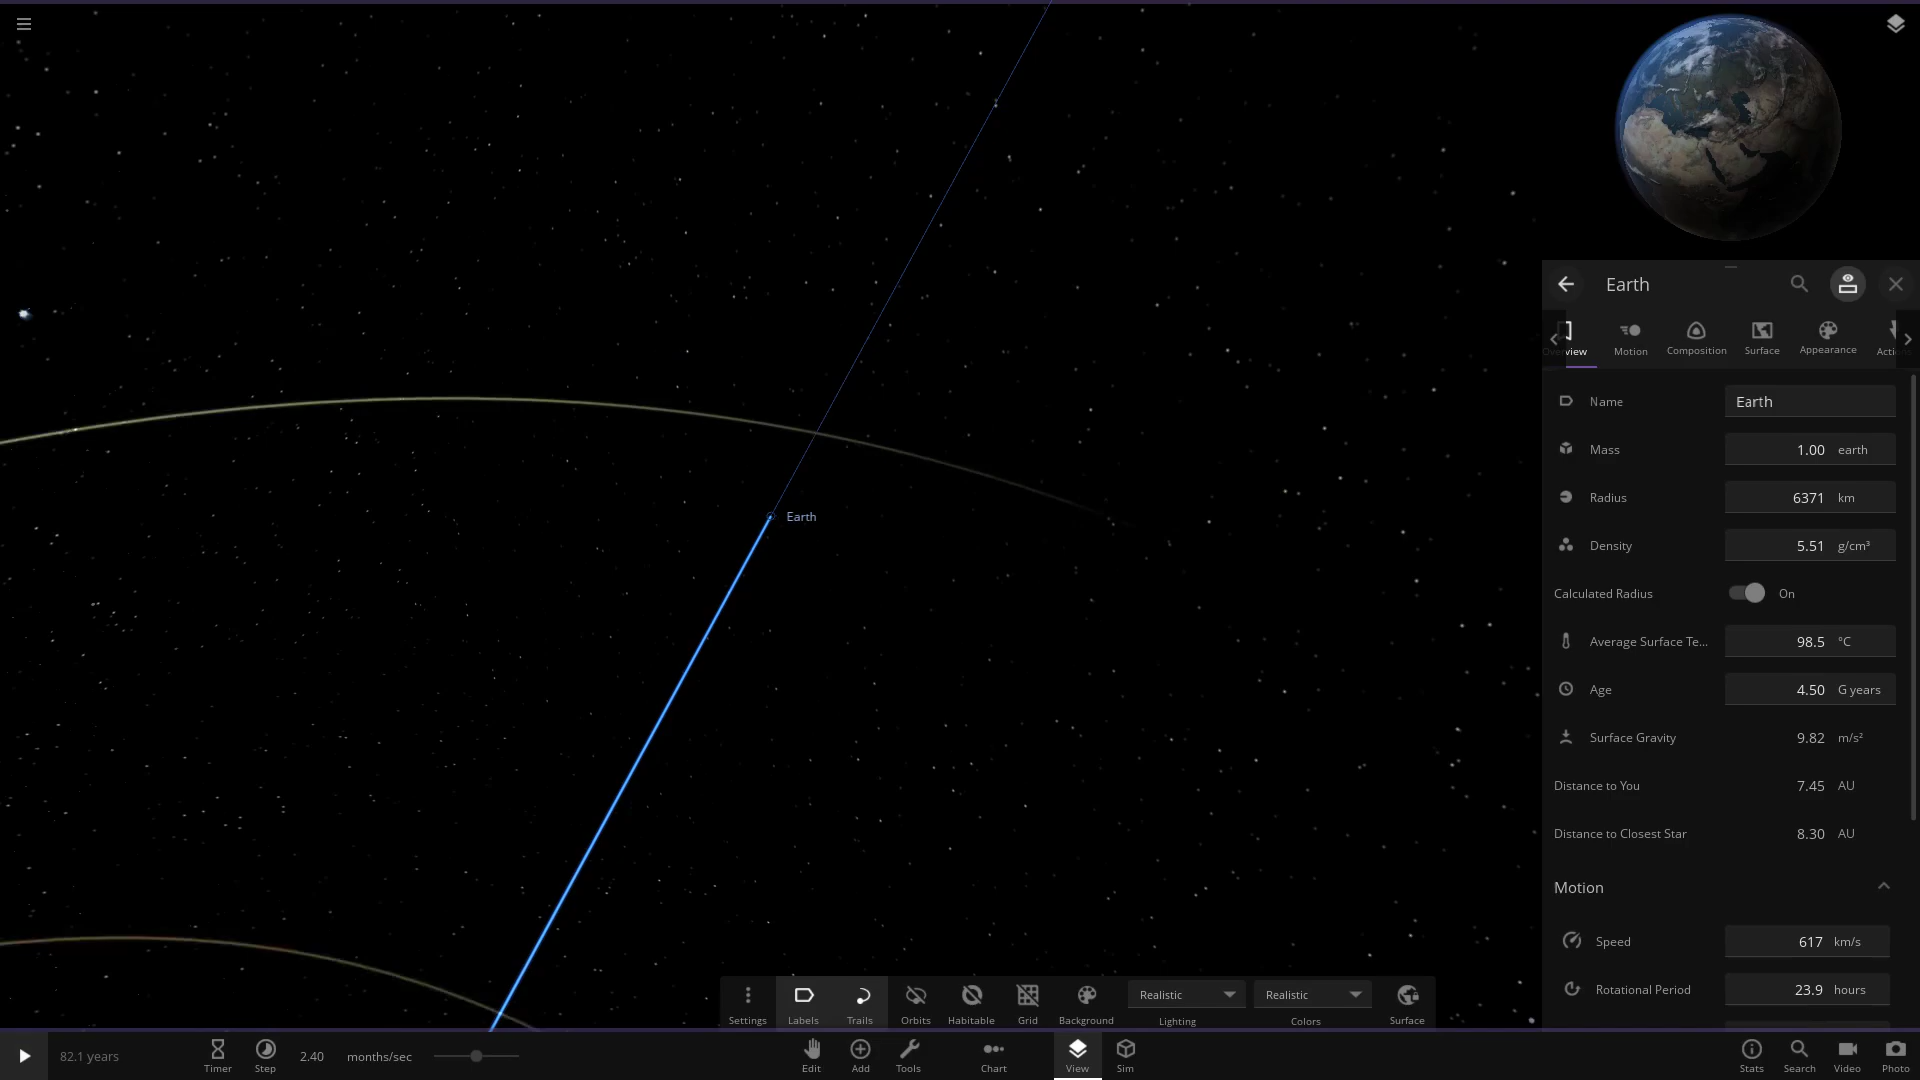 Earth
Earth
Overview
Motion
Composition
Surface
Appearance
Name
Earth
Mass
1.00 earth
Radius
6371 km
Density
5.51 g/cm³
Calculated Radius
On
Average Surface Te...
98.5 °C
Age
4.50 G years
Surface Gravity
9.82 m/s²
Distance to You
7.45 AU
Distance to Closest Star
8.30 AU
Motion
Speed
617 km/s
Rotational Period
23.9 hours
Settings
Labels
Trails
Orbits
Habitable
Grid
Background
Realistic
Lighting
Realistic
Colors
Surface
82.1 years
Timer
Step
2.40 months/sec
Edit
Add
Tools
Chart
View
Sim
Stats
Search
Video
Photo